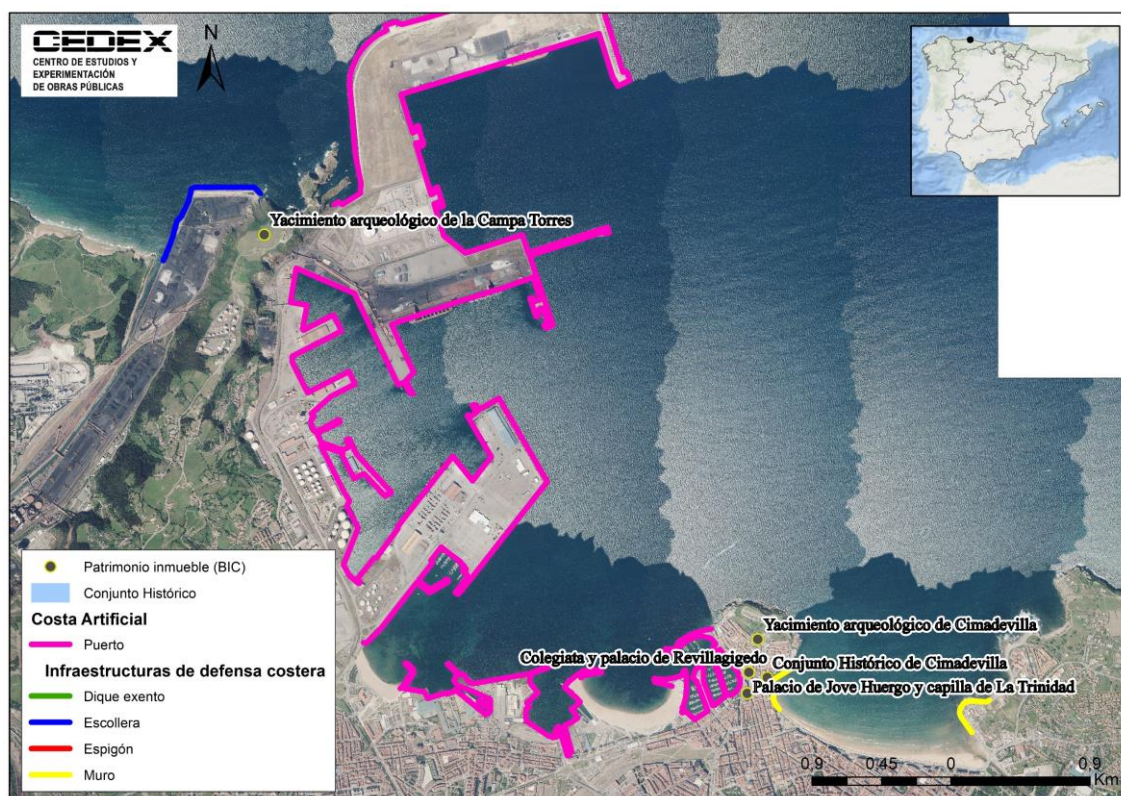 CEDEX
CENTRO DE ESTUDIOS Y
EXPERIMENTACIÓN
DE OBRAS PÚBLICAS
N
Yacimiento arqueológico de la Campa Torres
Yacimiento arqueológico de Cimadevilla
Colegiata y palacio de Revillagigedo
Conjunto Histórico de Cimadevilla
Palacio de Jove Huergo y capilla de La Trinidad
Patrimonio inmueble (BIC)
Conjunto Histórico
Costa Artificial
Puerto
Infraestructuras de defensa costera
Dique exento
Escollera
Espigón
Muro
0.9 0.45 0 0.9
Km